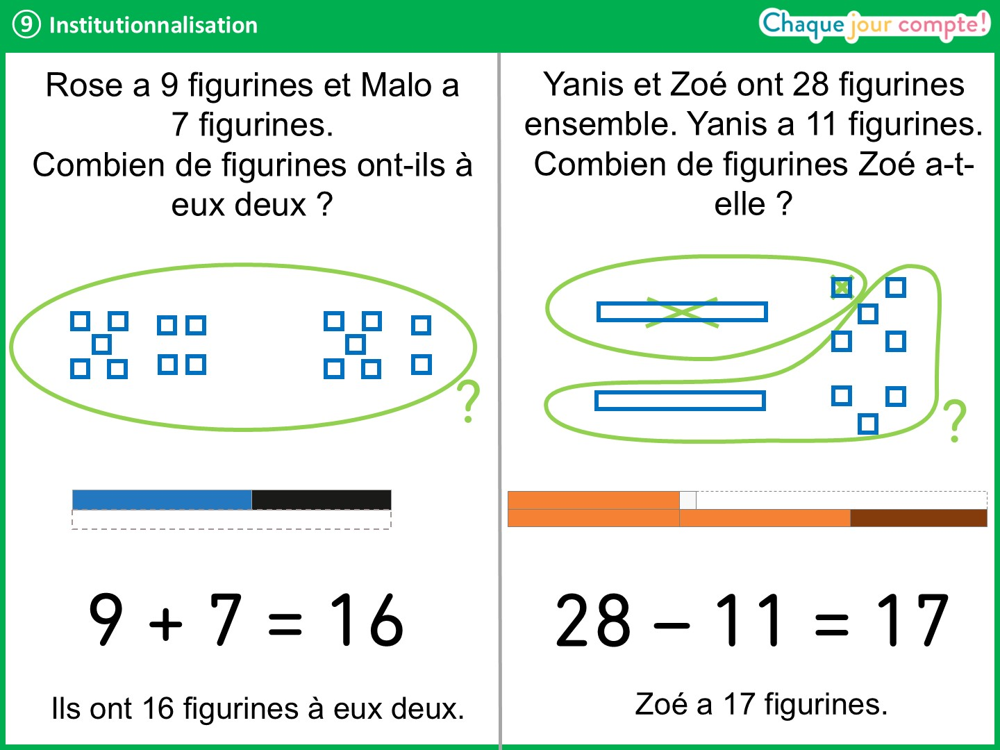 ⑨ Institutionnalisation
Chaque jour compte!
Rose a 9 figurines et Malo a
7 figurines.
Combien de figurines ont-ils à
eux deux ?
?
9 + 7 = 16
Ils ont 16 figurines à eux deux.
Yanis et Zoé ont 28 figurines
ensemble. Yanis a 11 figurines.
Combien de figurines Zoé a-t-
elle ?
?
28 – 11 = 17
Zoé a 17 figurines.